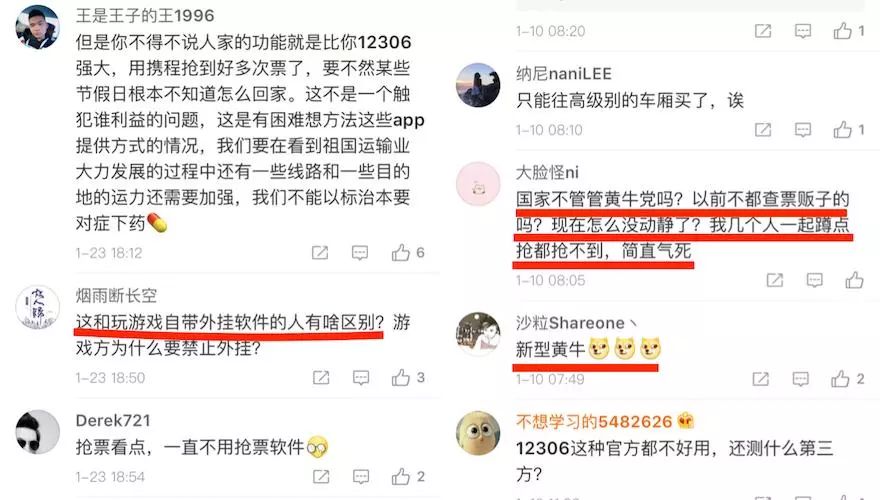 王是王子的王1996
但是你不得不说人家的功能就是比你12306
强大，用携程抢到好多次票了，要不然某些
节假日根本不知道怎么回家。这不是一个触
犯谁利益的问题，这是有困难想方法这些app
提供方式的情况，我们要在看到祖国运输业
大力发展的过程中还有一些线路和一些目的
地的运力还需要加强，我们不能以标治本要
对症下药
1-23 18:12
6
烟雨断长空
这和玩游戏自带外挂软件的人有啥区别？游
戏方为什么要禁止外挂？
1-23 18:50
3
Derek721
抢票看点，一直不用抢票软件
1-23 18:54
2
1-10 08:20
1
纳尼naniLEE
只能往高级别的车厢买了，诶
1-10 08:10
1
大脸怪ni
国家不管管黄牛党吗？以前不都查票贩子的
吗？现在怎么没动静了？我几个人一起蹲点
抢都抢不到，简直气死
1-10 08:05
沙粒Shareone丶
新型黄牛
1-10 07:49
2
不想学习的5482626
12306这种官方都不好用，还测什么第三
方？